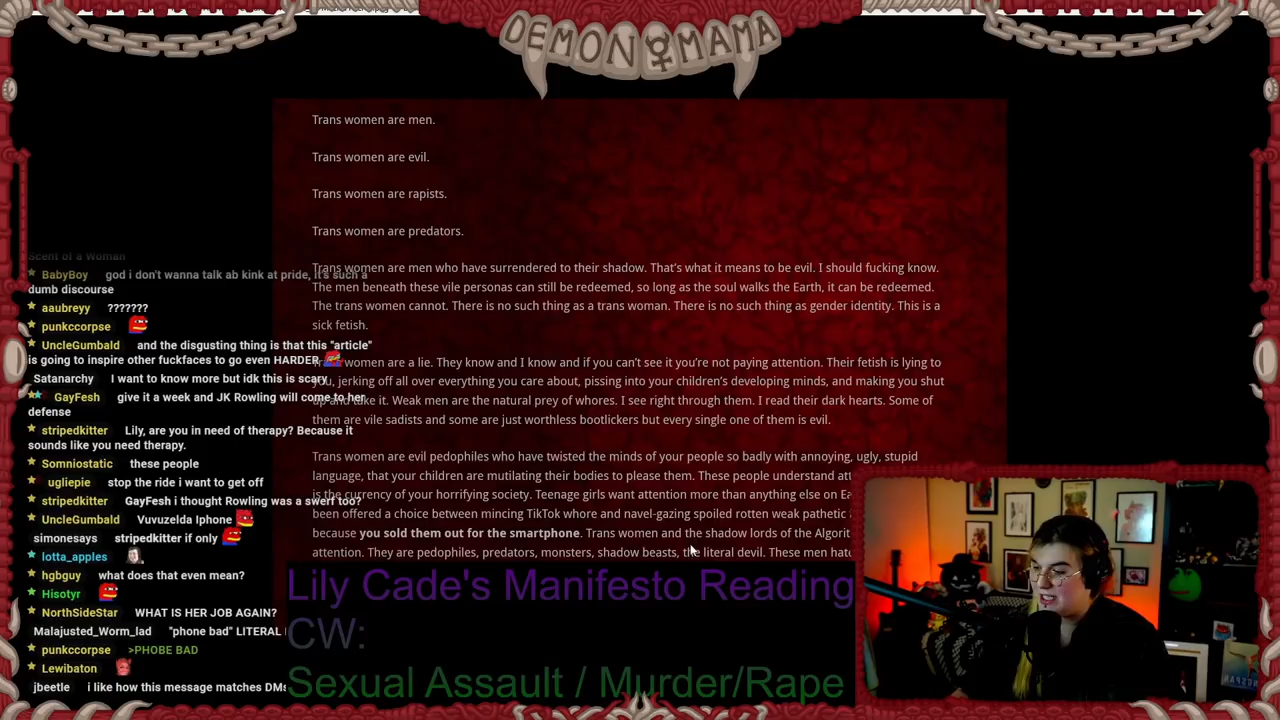 DEMON MAMA
Trans women are men.
Trans women are evil.
Trans women are rapists.
Trans women are predators.
Trans women are men who have surrendered to their shadow. That's what it means to be evil. I should fucking know.
The men beneath these vile personas can still be redeemed, so long as the soul walks the Earth, it can be redeemed.
The trans women cannot. There is no such thing as a trans woman. There is no such thing as gender identity. This is a
sick fetish.
Trans women are a lie. They know and I know and if you can't see it you're not paying attention. Their fetish is lying to
you, jerking off all over everything you care about, pissing into your children's developing minds, and making you shut
up and take it. Weak men are the natural prey of whores. I see right through them. I read their dark hearts. Some of
them are vile sadists and some are just worthless bootlickers but every single one of them is evil.
Trans women are evil pedophiles who have twisted the minds of your people so badly with annoying, ugly, stupid
language, that your children are mutilating their bodies to please them. These people understand att
is the currency of your horrifying society. Teenage girls want attention more than anything else on Ea
been offered a choice between mincing TikTok whore and navel-gazing spoiled rotten weak pathetic
because you sold them out for the smartphone. Trans women and the shadow lords of the Algorit
attention. They are pedophiles, predators, monsters, shadow beasts, the literal devil. These men hate
Scent of a Woman
BabyBoy god i don't wanna talk ab kink at pride, it's such a
dumb discourse
aaubreyy ???????
punkccorpse
UncleGumbald and the disgusting thing is that this "article"
is going to inspire other fuckfaces to go even HARDER
Satanarchy I want to know more but idk this is scary
GayFesh give it a week and JK Rowling will come to her
defense
stripedkitter Lily, are you in need of therapy? Because it
sounds like you need therapy.
Somniostatic these people
ugliepie stop the ride i want to get off
stripedkitter GayFesh i thought Rowling was a swerf too?
UncleGumbald Vuvuzelda Iphone
simonesays stripedkitter if only
lotta_apples
hgbguy what does that even mean?
Hisotyr
NorthSideStar WHAT IS HER JOB AGAIN?
Malajusted_Worm_lad "phone bad" LITERAL
punkccorpse >PHOBE BAD
Lewibaton
jbeetle i like how this message matches DMs
Lily Cade's Manifesto Reading
CW:
Sexual Assault / Murder/Rape